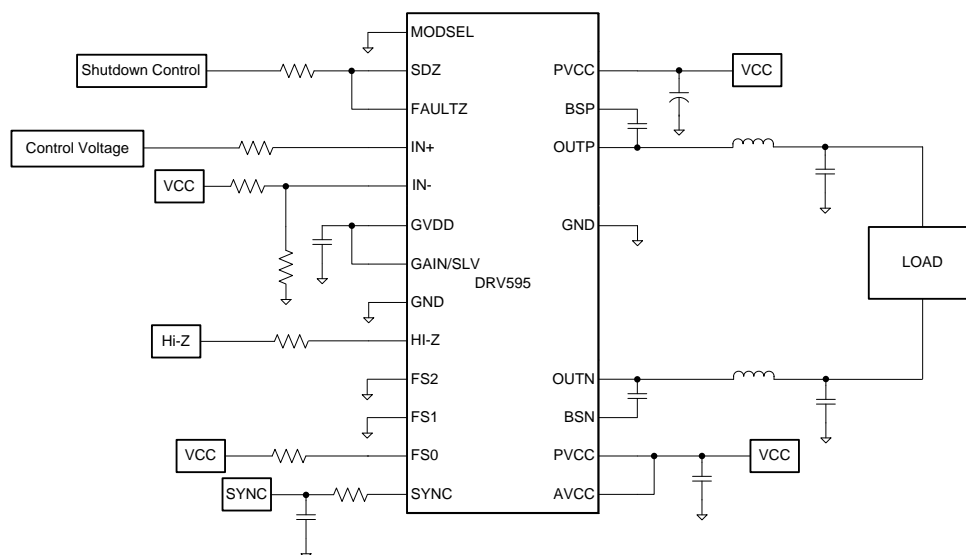 MODSEL
Shutdown Control
SDZ
FAULTZ
Control Voltage
IN+
VCC
IN-
GVDD
GAIN/SLV
DRV595
GND
Hi-Z
HI-Z
FS2
FS1
VCC
FS0
SYNC
SYNC
PVCC
VCC
BSP
OUTP
GND
LOAD
OUTN
BSN
PVCC
VCC
AVCC